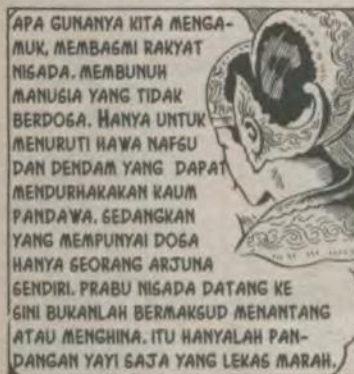 APA GUNANYA KITA MENGA-
MUK, MEMBASMI RAKYAT
NISADA. MEMBUNUH
MANUSIA YANG TIDAK
BERDOSA. HANYA UNTUK
MENURUTI HAWA NAFSU
DAN DENDAM YANG DAPAT
MENDURHAKAKAN KAUM
PANDAWA. SEDANGKAN
YANG MEMPUNYAI DOSA
HANYA SEORANG ARJUNA
SENDIRI. PRABU NISADA DATANG KE
SINI BUKANLAH BERMAKSUD MENANTANG
ATAU MENGHINA. ITU HANYALAH PAN-
DANGAN YAYI SAJA YANG LEKAS MARAH.